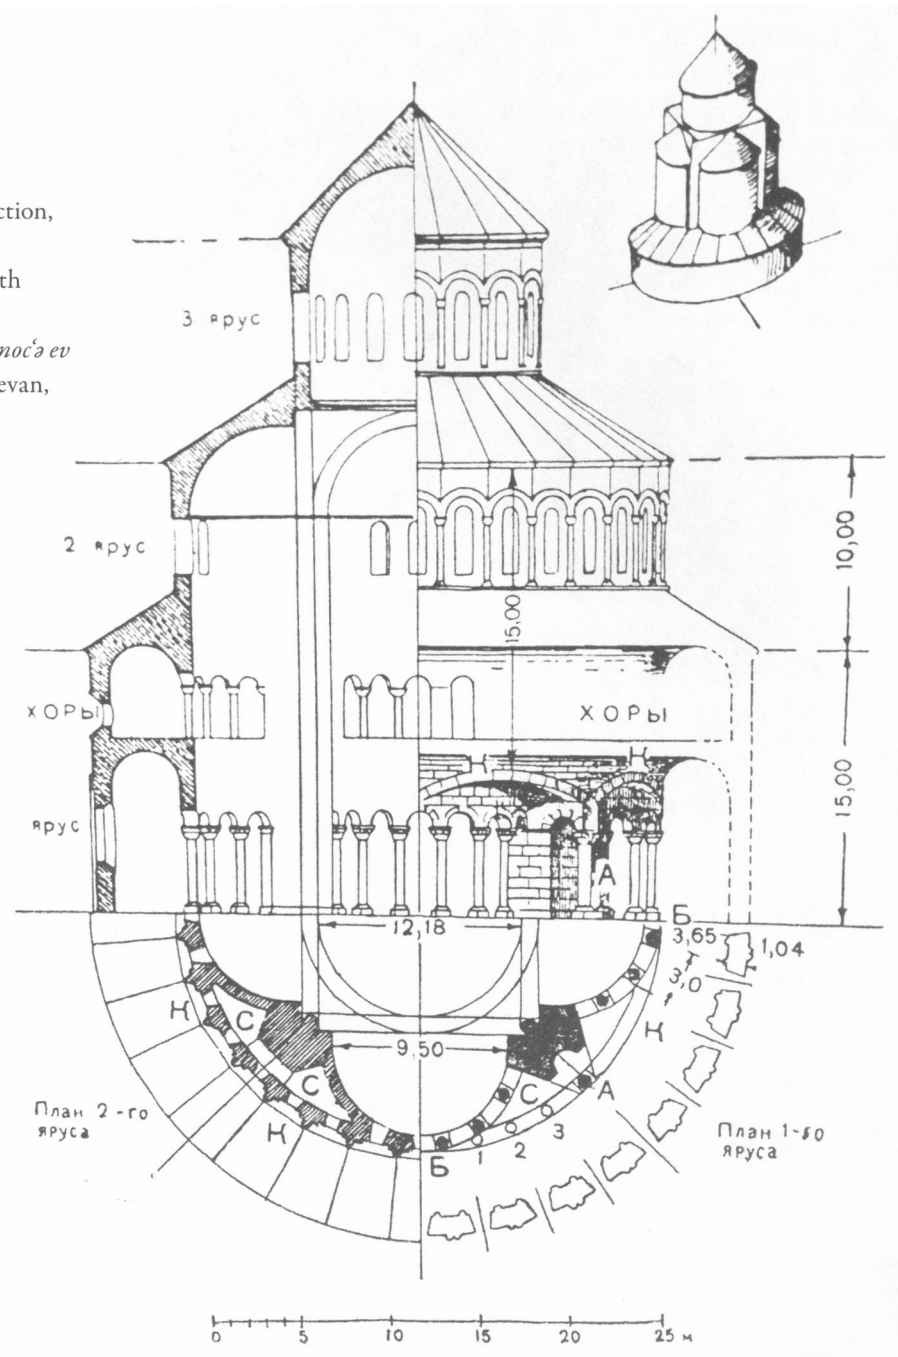 ction,
th
nocʻə ev
evan,
3 ярус
2 ярус
10,00
15,00
ХОРЫ
ХОРЫ
15,00
ярус
А
Б
12,18
3,65
1,04
3,0
К
С
К
9,50
С
С
А
План 2-го
яруса
К
3
2
1
Б
План 1-го
яруса
0 5 10 15 20 25 м